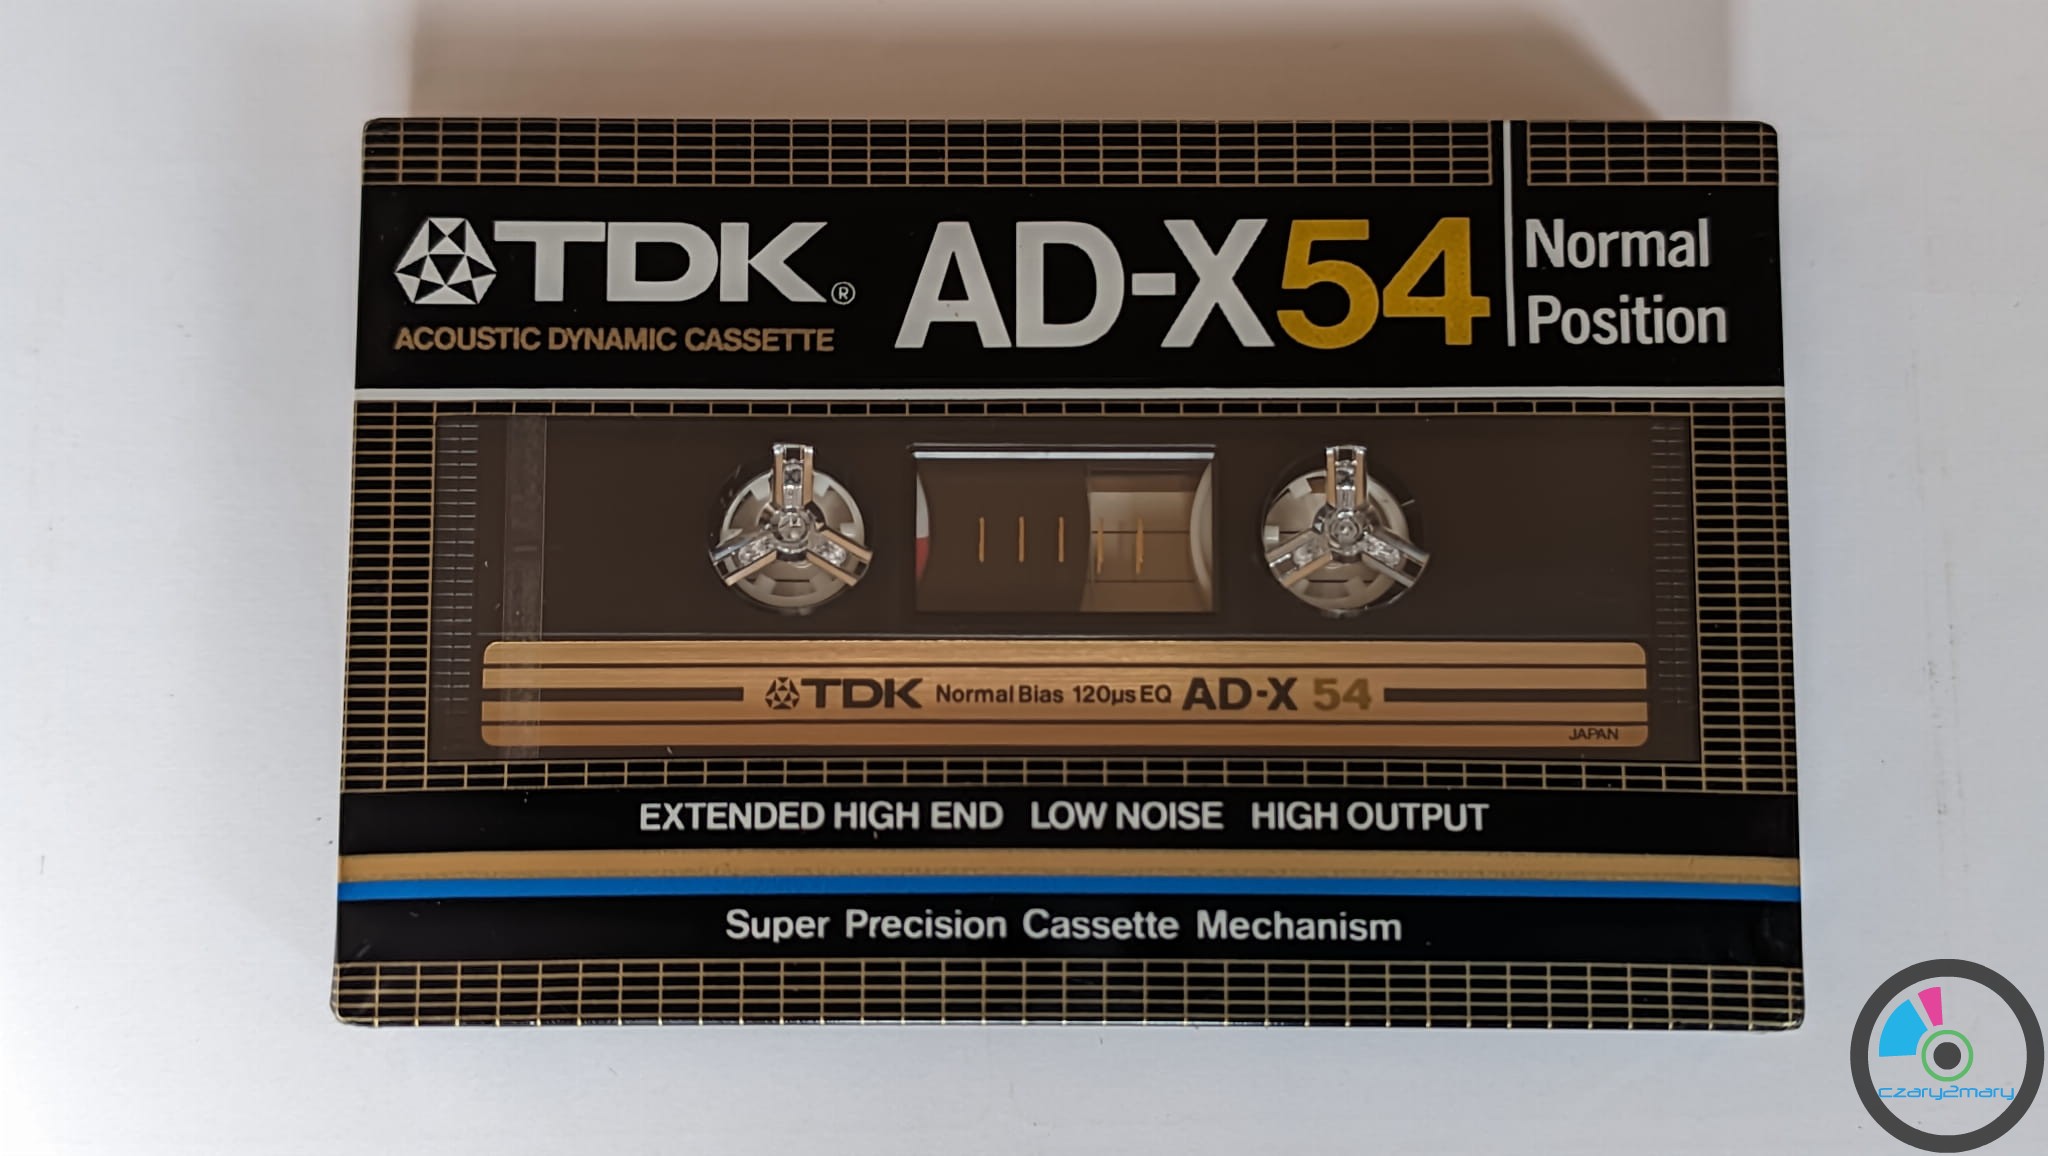 TDK® AD-X54
ACOUSTIC DYNAMIC CASSETTE
Normal
Position
TDK Normal Bias 120µs EQ AD-X 54
JAPAN
EXTENDED HIGH END LOW NOISE HIGH OUTPUT
Super Precision Cassette Mechanism
czary2mary